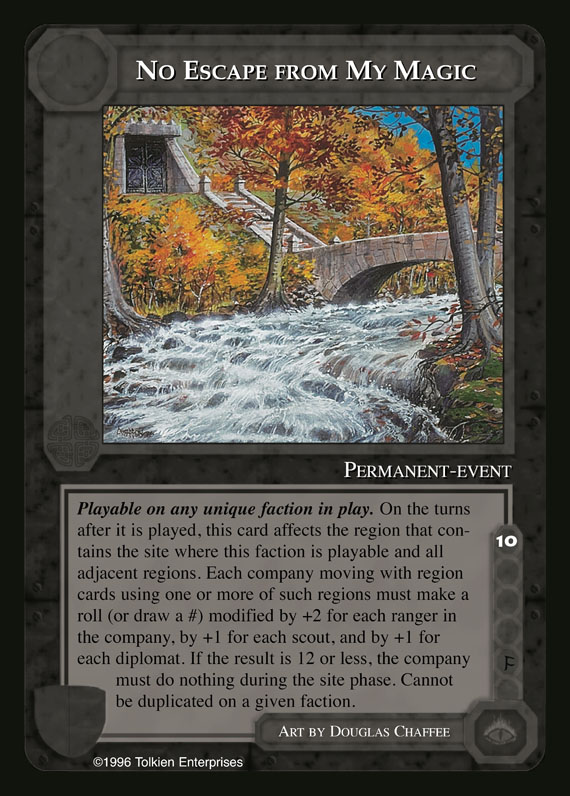 No Escape from My Magic
Permanent-event
Playable on any unique faction in play. On the turns
after it is played, this card affects the region that con-
tains the site where this faction is playable and all
adjacent regions. Each company moving with region
cards using one or more of such regions must make a
roll (or draw a #) modified by +2 for each ranger in
the company, by +1 for each scout, and by +1 for
each diplomat. If the result is 12 or less, the company
must do nothing during the site phase. Cannot
be duplicated on a given faction.
10
F
Art by Douglas Chaffee
©1996 Tolkien Enterprises